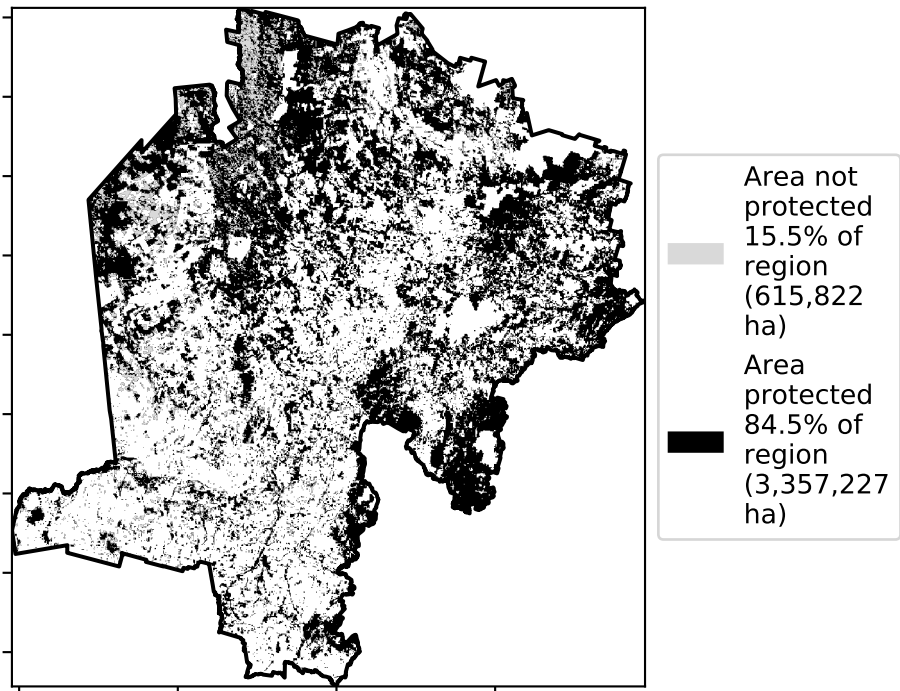 Area not
protected
15.5% of
region
(615,822
ha)
Area
protected
84.5% of
region
(3,357,227
ha)